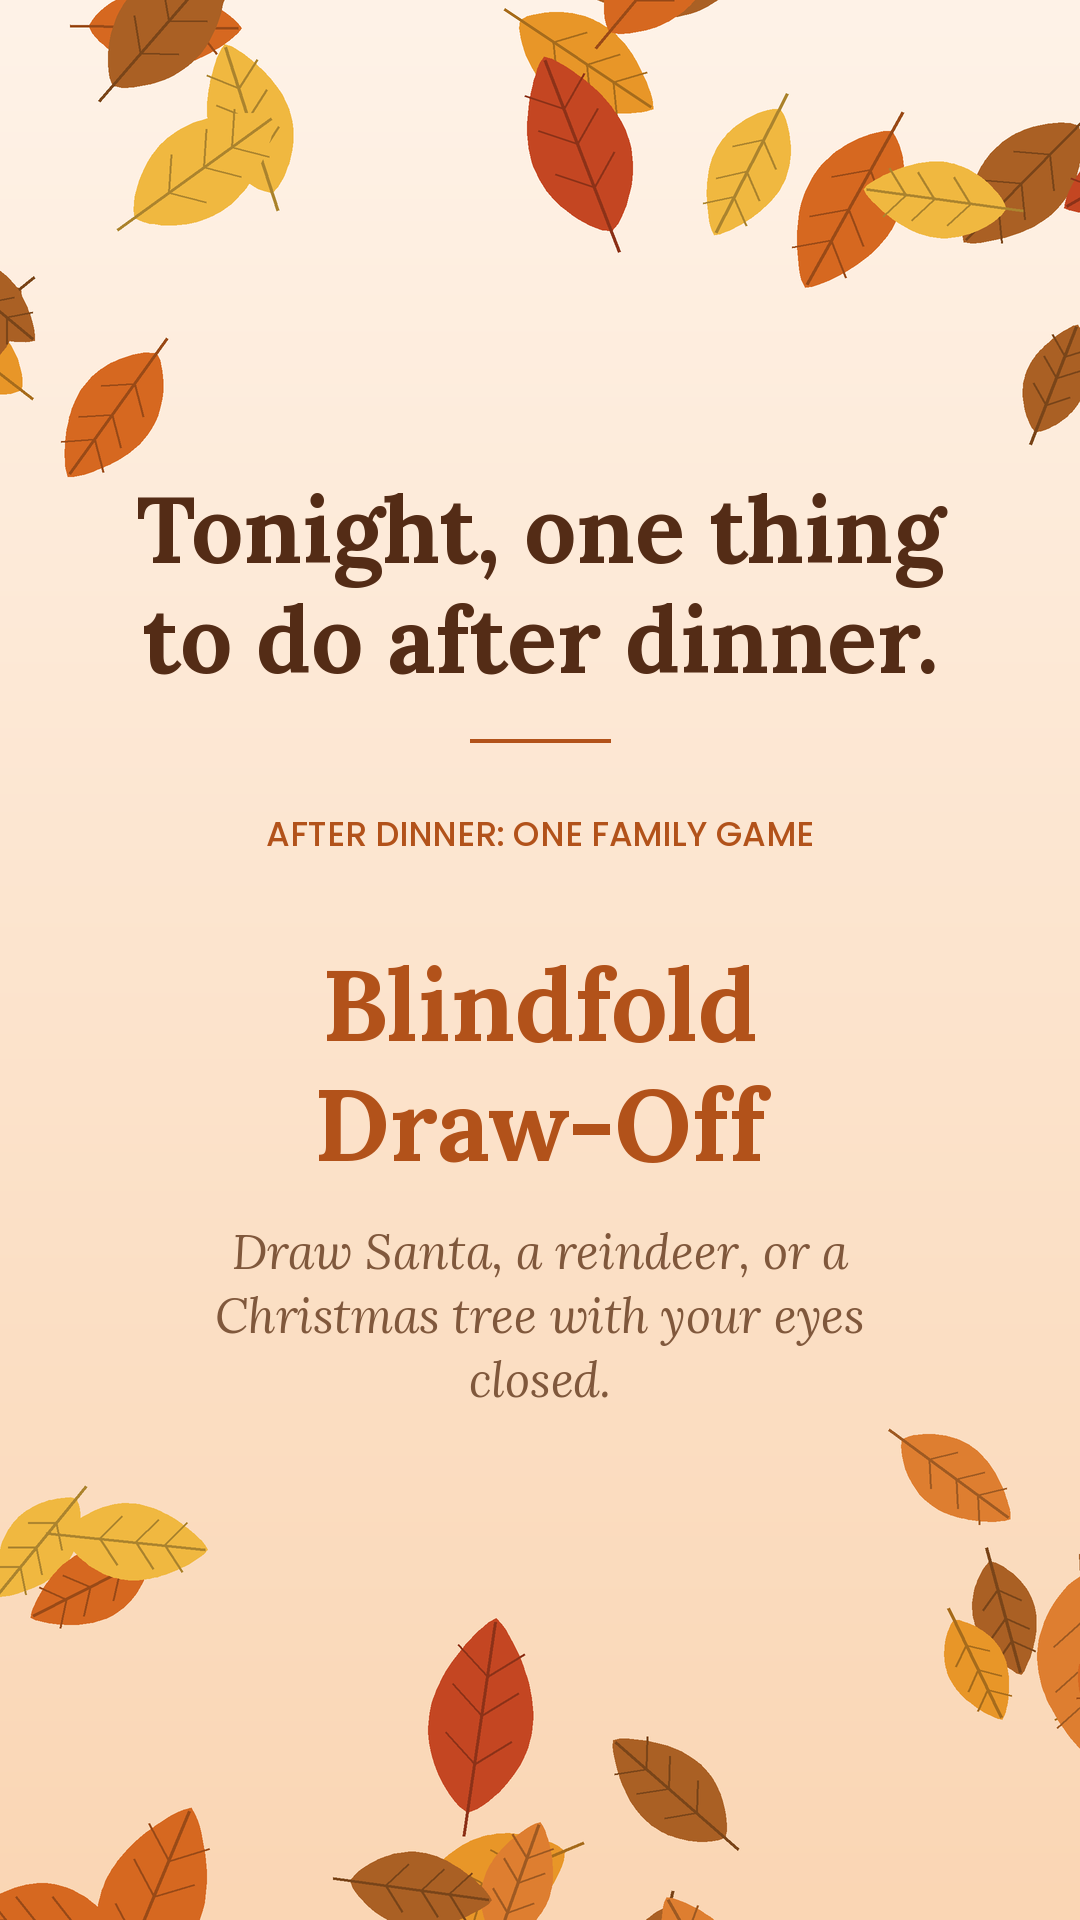 Tonight, one thing
to do after dinner.
AFTER DINNER: ONE FAMILY GAME
Blindfold
Draw-Off
Draw Santa, a reindeer, or a
Christmas tree with your eyes
closed.